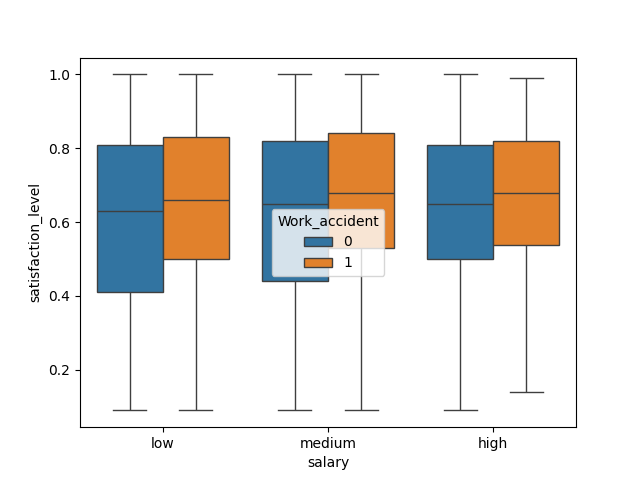 1.0
0.8
0.6
0.4
0.2
satisfaction_level
Work_accident
0
1
low medium high
salary